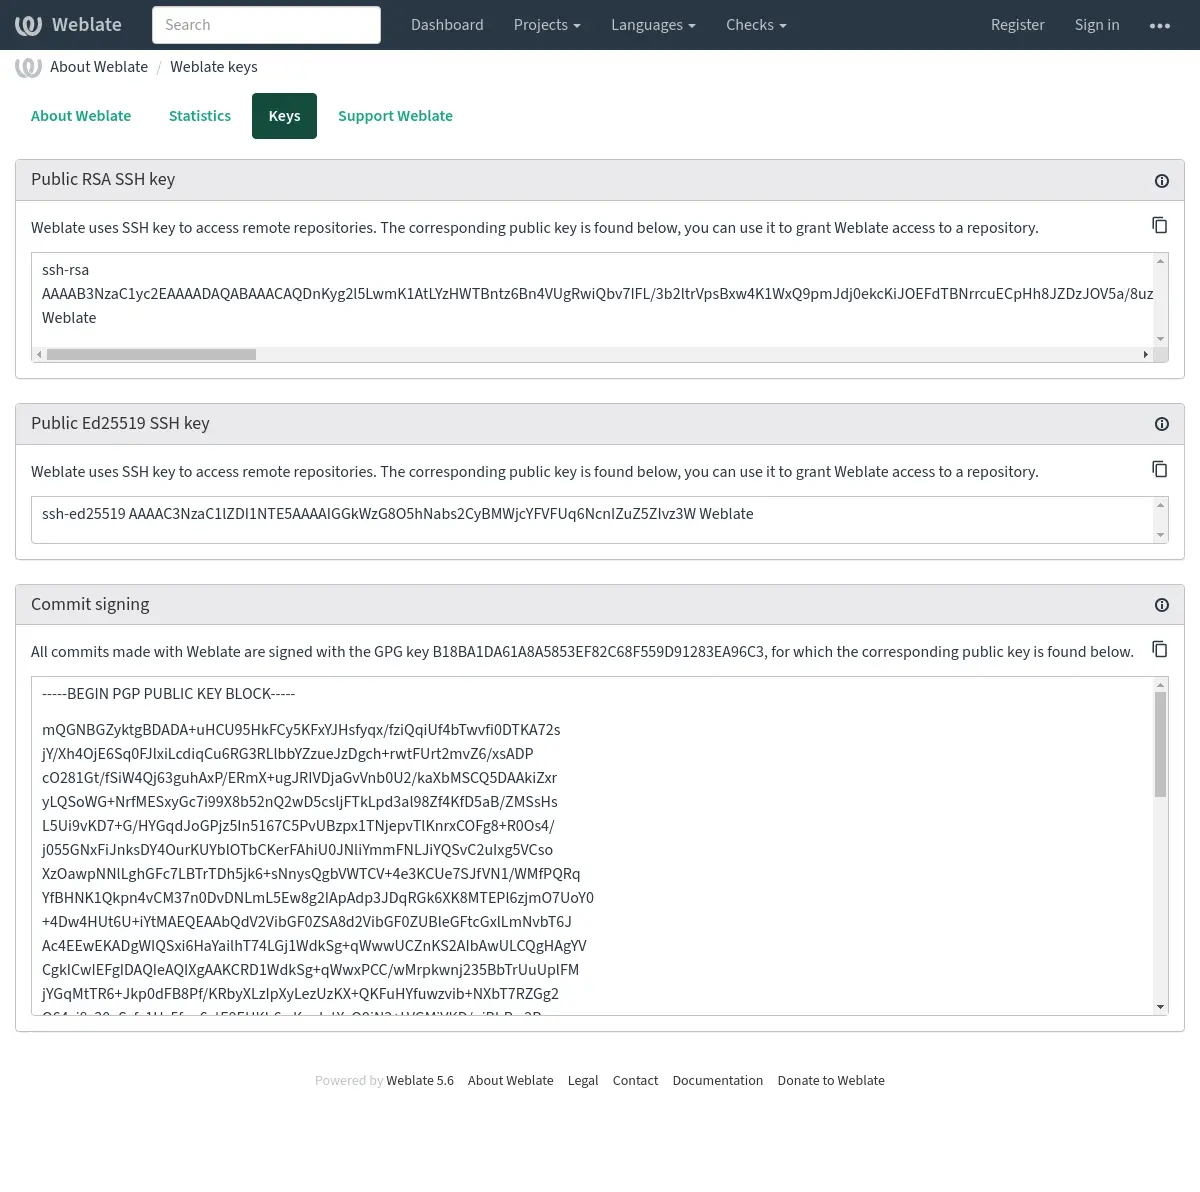 Weblate
Search
Dashboard
Projects
Languages
Checks
Register
Sign in
About Weblate / Weblate keys
About Weblate
Statistics
Keys
Support Weblate
Public RSA SSH key
Weblate uses SSH key to access remote repositories. The corresponding public key is found below, you can use it to grant Weblate access to a repository.
ssh-rsa
AAAAB3NzaC1yc2EAAAADAQABAAACAQDnKyg2l5LwmK1AtLYzHWTBntz6Bn4VUgRwiQbv7IFL/3b2ltrVpsBxw4K1WxQ9pmJdj0ekcKiJOEFdTBNrrcuECpHh8JZDzJOV5a/8uz
Weblate
Public Ed25519 SSH key
Weblate uses SSH key to access remote repositories. The corresponding public key is found below, you can use it to grant Weblate access to a repository.
ssh-ed25519 AAAAC3NzaC1lZDI1NTE5AAAAIGGkWzG8O5hNabs2CyBMWjcYFVFUq6NcnIZuZ5ZIvz3W Weblate
Commit signing
All commits made with Weblate are signed with the GPG key B18BA1DA61A8A5853EF82C68F559D91283EA96C3, for which the corresponding public key is found below.
-----BEGIN PGP PUBLIC KEY BLOCK-----
mQGNBGZyktgBDADA+uHCU95HkFCy5KFxYJHsfyqx/fziQqiUf4bTwvfi0DTKA72s
jY/Xh4OjE6Sq0FJlxiLcdiqCu6RG3RLlbbYZzueJzDgch+rwtFUrt2mvZ6/xsADP
cO281Gt/fSiW4Qj63guhAxP/ERmX+ugJRIVDjaGvVnb0U2/kaXbMSCQ5DAAkiZxr
yLQSoWG+NrfMESxyGc7i99X8b52nQ2wD5csljFTkLpd3aI98Zf4KfD5aB/ZMSsHs
L5Ui9vKD7+G/HYGqdJoGPjz5In5167C5PvUBzpx1TNjepvTlKnrxCOFg8+R0Os4/
j055GNxFiJnksDY4OurKUYblOTbCKerFAhiU0JNIiYmmFNLJiYQSvC2uIxg5VCso
XzOawpNNlLghGFc7LBTrTDh5jk6+sNnysQgbVWTCV+4e3KCUe7SJfVN1/WMfPQRq
YfBHNK1Qkpn4vCM37n0DvDNLmL5Ew8g2IApAdp3JDqRGk6XK8MTEPl6zjmO7UoY0
+4Dw4HUt6U+iYtMAEQEAAbQdV2VibGF0ZSA8d2VibGF0ZUBleGFtcGxlLmNvbT6J
Ac4EEwEKADgWIQSxi6HaYailhT74LGj1WdkSg+qWwwUCZnKS2AIbAwULCQgHAgYV
CgkICwIEFgIDAQIeAQIXgAAKCRD1WdkSg+qWwxPCC/wMrpkwnj235BbTrUuUplFM
jYGqMtTR6+Jkp0dFB8Pf/KRbyXLzIpXyLezUzKX+QKFuHYfuwzvib+NXbT7RZGg2
Powered by Weblate 5.6
About Weblate
Legal
Contact
Documentation
Donate to Weblate